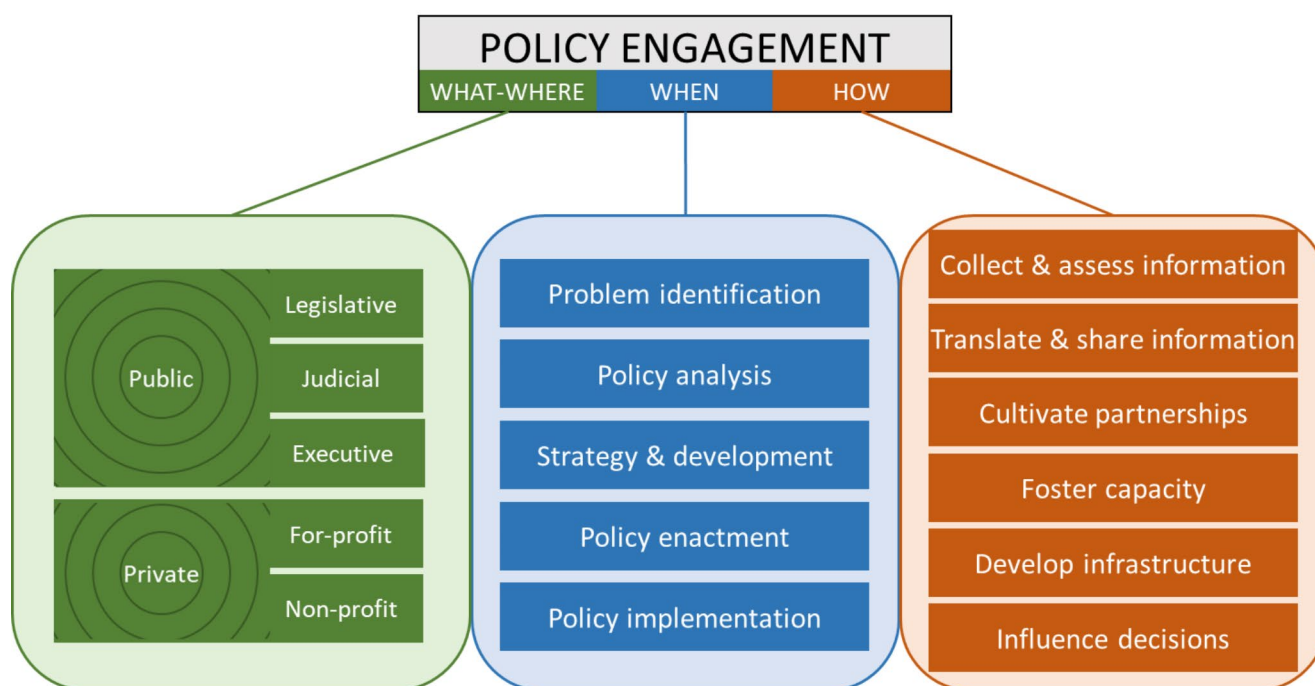 POLICY ENGAGEMENT
WHAT-WHERE
WHEN
HOW
Public
Legislative
Judicial
Executive
Private
For-profit
Non-profit
Problem identification
Policy analysis
Strategy & development
Policy enactment
Policy implementation
Collect & assess information
Translate & share information
Cultivate partnerships
Foster capacity
Develop infrastructure
Influence decisions